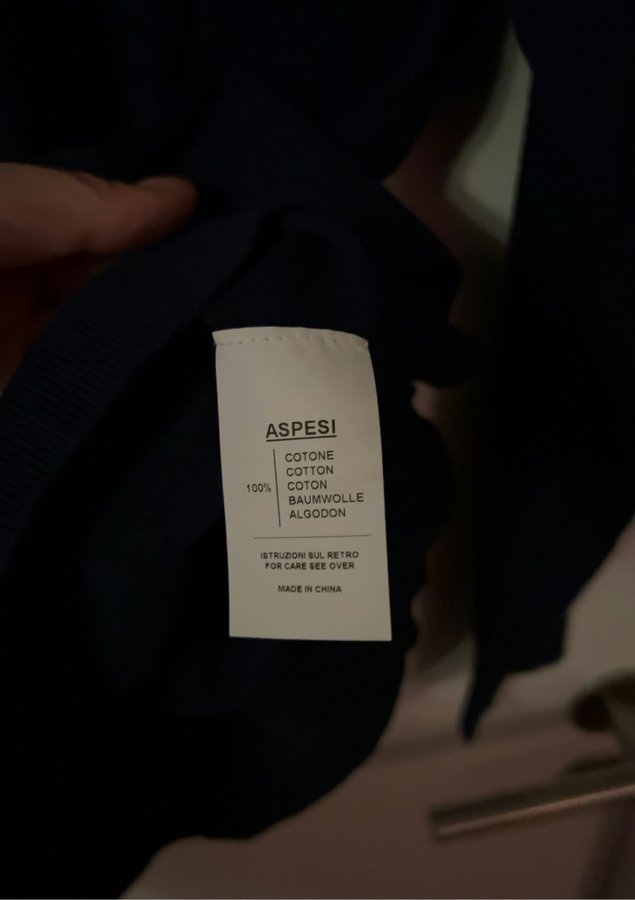 ASPESI
100%
COTONE
COTTON
COTON
BAUMWOLLE
ALGODON
ISTRUZIONI SUL RETRO
FOR CARE SEE OVER
MADE IN CHINA